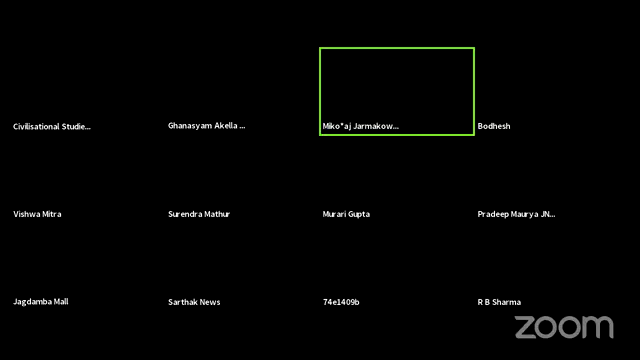 Civilisational Studie...
Ghanasyam Akella ...
Miko*aj Jarmakow...
Bodhesh
Vishwa Mitra
Surendra Mathur
Murari Gupta
Pradeep Maurya JN...
Jagdamba Mall
Sarthak News
74e1409b
R B Sharma
zoom